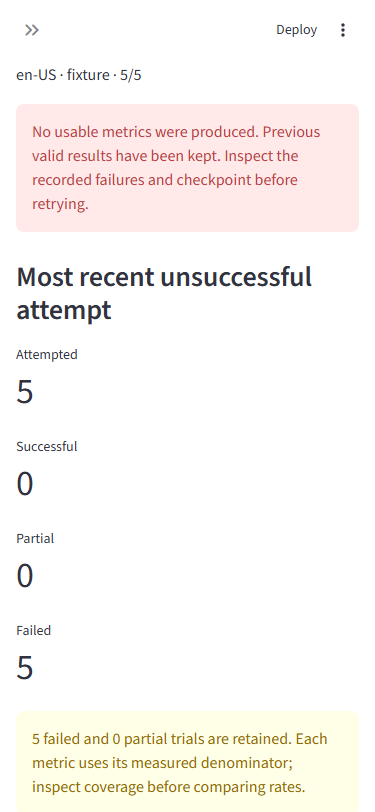 Deploy
en-US · fixture · 5/5
No usable metrics were produced. Previous
valid results have been kept. Inspect the
recorded failures and checkpoint before
retrying.
Most recent unsuccessful
attempt
Attempted
5
Successful
0
Partial
0
Failed
5
5 failed and 0 partial trials are retained. Each
metric uses its measured denominator;
inspect coverage before comparing rates.